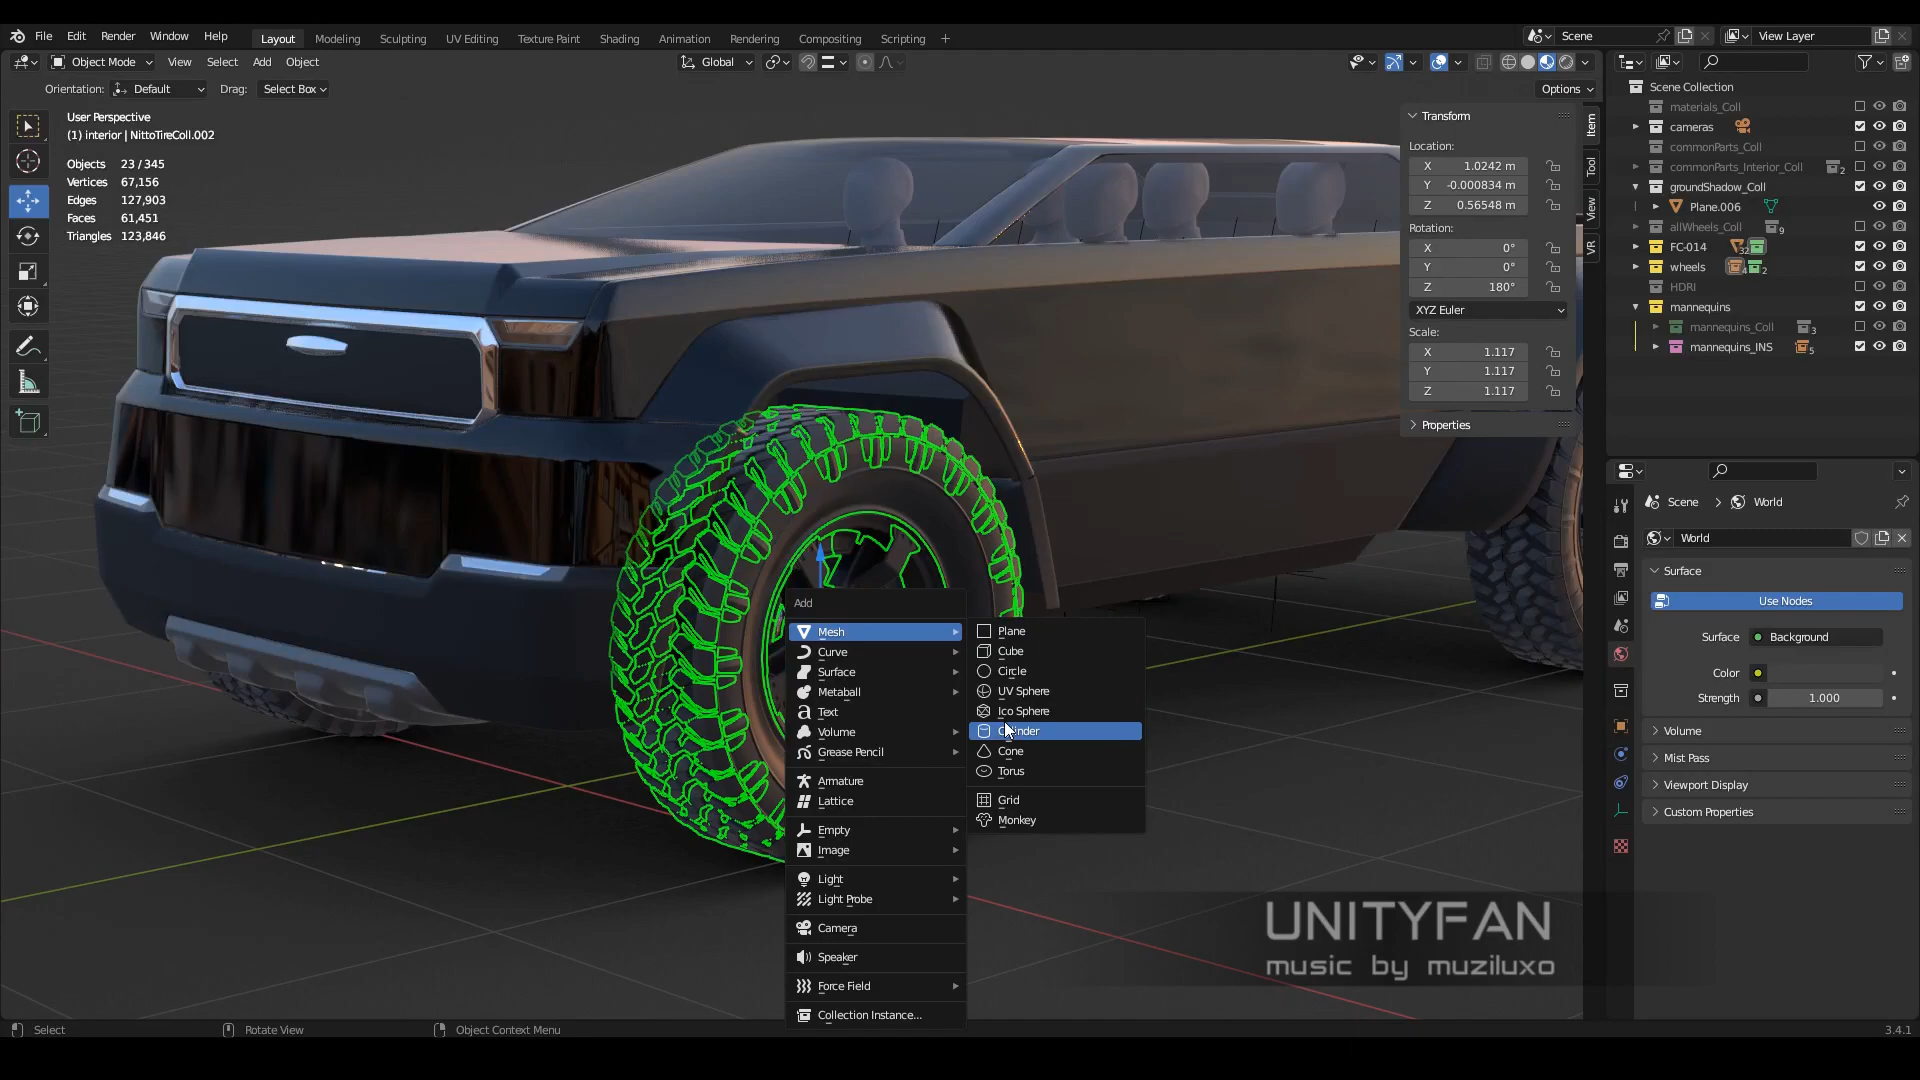 File Edit Render Window Help Layout Modeling Sculpting UV Editing Texture Paint Shading Animation Rendering Compositing Scripting + Scene View Layer
Object Mode View Select Add Object Global
Orientation: Default Drag: Select Box Options
User Perspective
(1) interior | NittoTireColl.002
Objects 23 / 345
Vertices 67,156
Edges 127,903
Faces 61,451
Triangles 123,846
Transform
Location:
X 1.0242 m
Y -0.000834 m
Z 0.56548 m
Rotation:
X 0°
Y 0°
Z 180°
XYZ Euler
Scale:
X 1.117
Y 1.117
Z 1.117
Properties
Item
Tool
View
VR
Scene Collection
materials_Coll
cameras
commonParts_Coll
commonParts_Interior_Coll 2
groundShadow_Coll
Plane.006
allWheels_Coll 9
FC-014 32
wheels 4 2
HDRI
mannequins
mannequins_Coll 3
mannequins_INS 5
Scene > World
World
Surface
Use Nodes
Surface Background
Color
Strength 1.000
Volume
Mist Pass
Viewport Display
Custom Properties
Add
Mesh
Curve
Surface
Metaball
Text
Volume
Grease Pencil
Armature
Lattice
Empty
Image
Light
Light Probe
Camera
Speaker
Force Field
Collection Instance...
Plane
Cube
Circle
UV Sphere
Ico Sphere
Cone
Torus
Grid
Monkey
UNITYFAN
music by muziluxo
Select Rotate View Object Context Menu 3.4.1